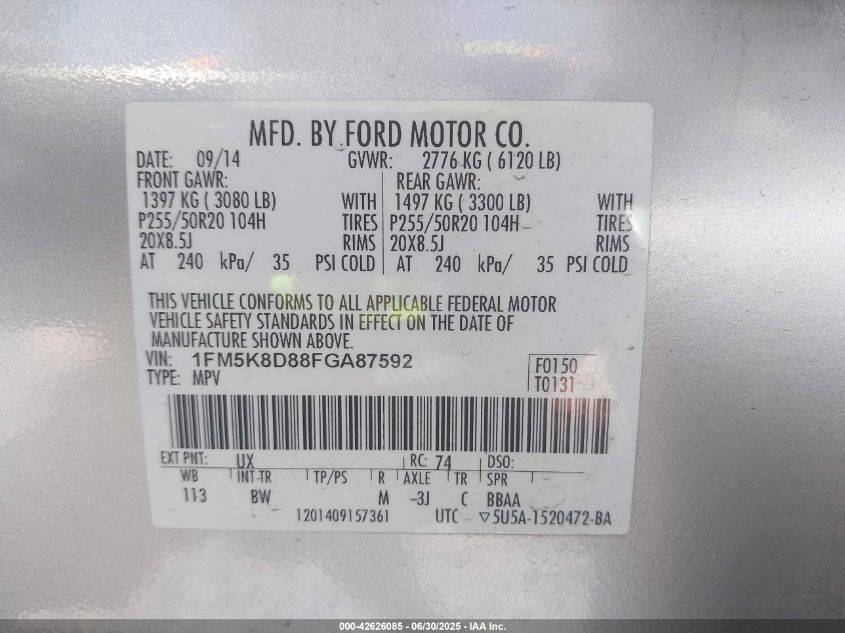 MFD. BY FORD MOTOR CO.
DATE: 09/14 GVWR: 2776 KG ( 6120 LB)
FRONT GAWR: REAR GAWR:
1397 KG ( 3080 LB) WITH 1497 KG ( 3300 LB) WITH
P255/50R20 104H TIRES P255/50R20 104H TIRES
20X8.5J RIMS 20X8.5J RIMS
AT 240 kPa/ 35 PSI COLD AT 240 kPa/ 35 PSI COLD
THIS VEHICLE CONFORMS TO ALL APPLICABLE FEDERAL MOTOR
VEHICLE SAFETY STANDARDS IN EFFECT ON THE DATE OF
MANUFACTURE SHOWN ABOVE.
VIN: 1FM5K8D88FGA87592 F0150
TYPE: MPV T0131
EXT PNT: UX RC: 74 DSO:
WB INT TR TP/PS R AXLE TR SPR
113 BW M -3J C BBAA
1201409157361 UTC ▽5U5A-1520472-BA
000-42626085 - 06/30/2025 - IAA Inc.